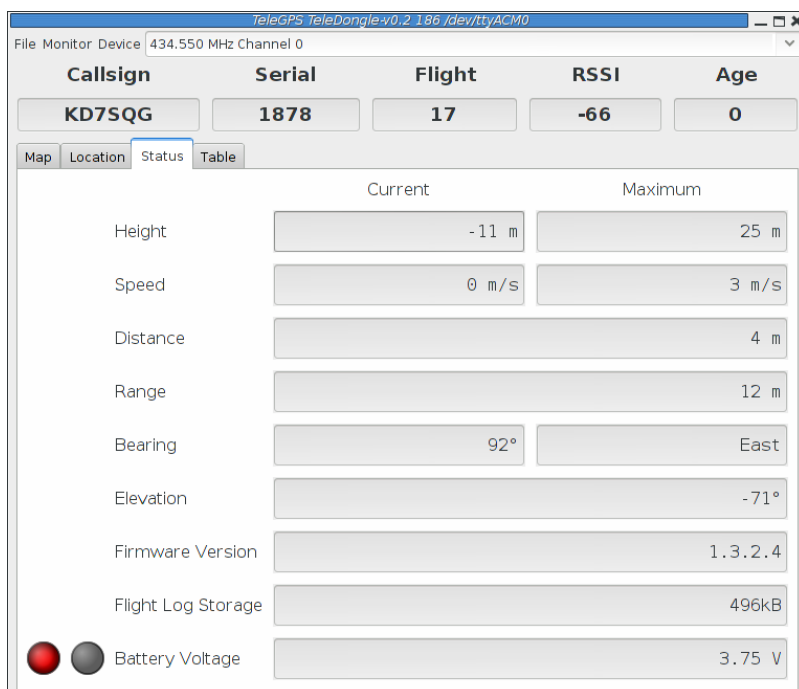 TeleGPS TeleDongle-v0.2 186 /dev/ttyACM0
File Monitor Device 434.550 MHz Channel 0
Callsign Serial Flight RSSI Age
KD7SQG 1878 17 -66 0
Map Location Status Table
Current Maximum
Height -11 m 25 m
Speed 0 m/s 3 m/s
Distance 4 m
Range 12 m
Bearing 92° East
Elevation -71°
Firmware Version 1.3.2.4
Flight Log Storage 496kB
Battery Voltage 3.75 V